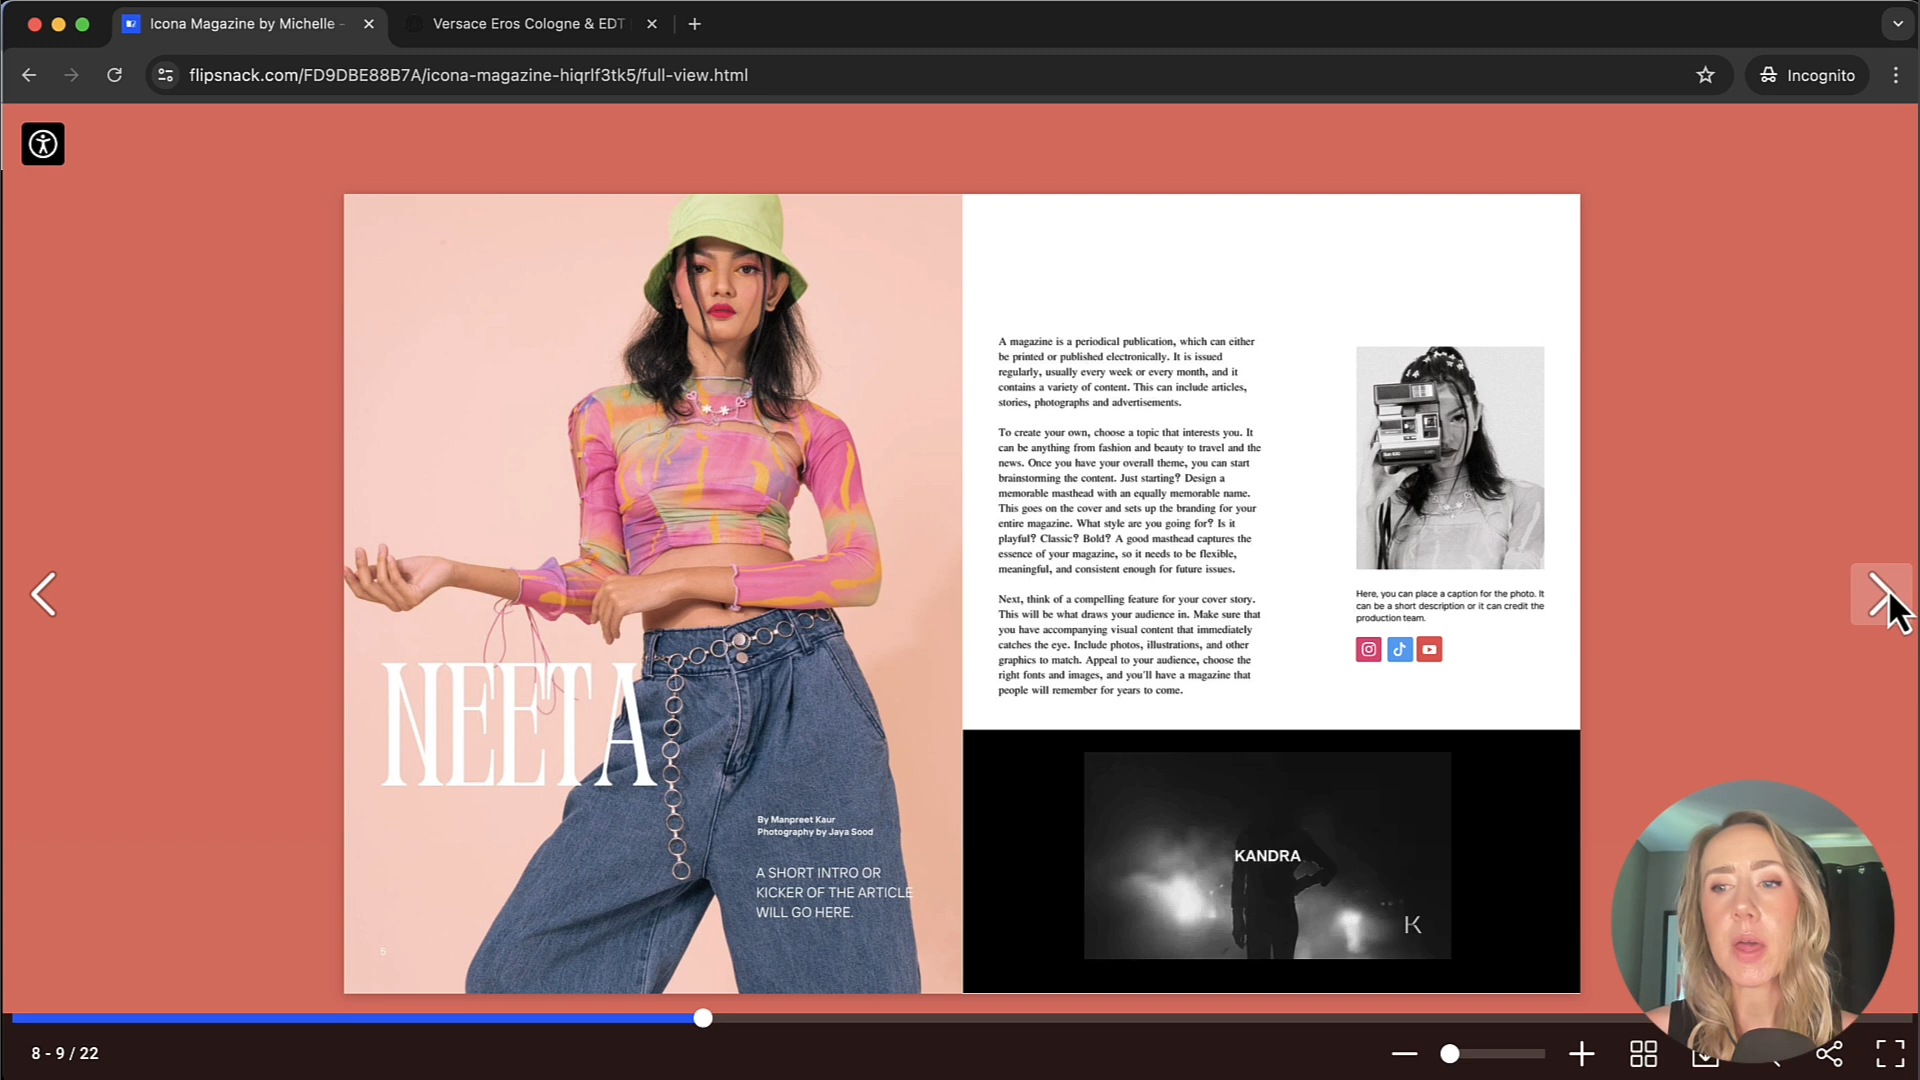 Icona Magazine by Michelle -
Versace Eros Cologne & EDT
flipsnack.com/FD9DBE88B7A/icona-magazine-hiqrlf3tk5/full-view.html
Incognito
NEETA
By Manpreet Kaur
Photography by Jaya Sood
A SHORT INTRO OR
KICKER OF THE ARTICLE
WILL GO HERE.
5
A magazine is a periodical publication, which can either
be printed or published electronically. It is issued
regularly, usually every week or every month, and it
contains a variety of content. This can include articles,
stories, photographs and advertisements.
To create your own, choose a topic that interests you. It
can be anything from fashion and beauty to travel and the
news. Once you have your overall theme, you can start
brainstorming the content. Just starting? Design a
memorable masthead with an equally memorable name.
This goes on the cover and sets up the branding for your
entire magazine. What style are you going for? Is it
playful? Classic? Bold? A good masthead captures the
essence of your magazine, so it needs to be flexible,
meaningful, and consistent enough for future issues.
Next, think of a compelling feature for your cover story.
This will be what draws your audience in. Make sure that
you have accompanying visual content that immediately
catches the eye. Include photos, illustrations, and other
graphics to match. Appeal to your audience, choose the
right fonts and images, and you'll have a magazine that
people will remember for years to come.
Here, you can place a caption for the photo. It
can be a short description or it can credit the
production team.
KANDRA
K
8 - 9 / 22